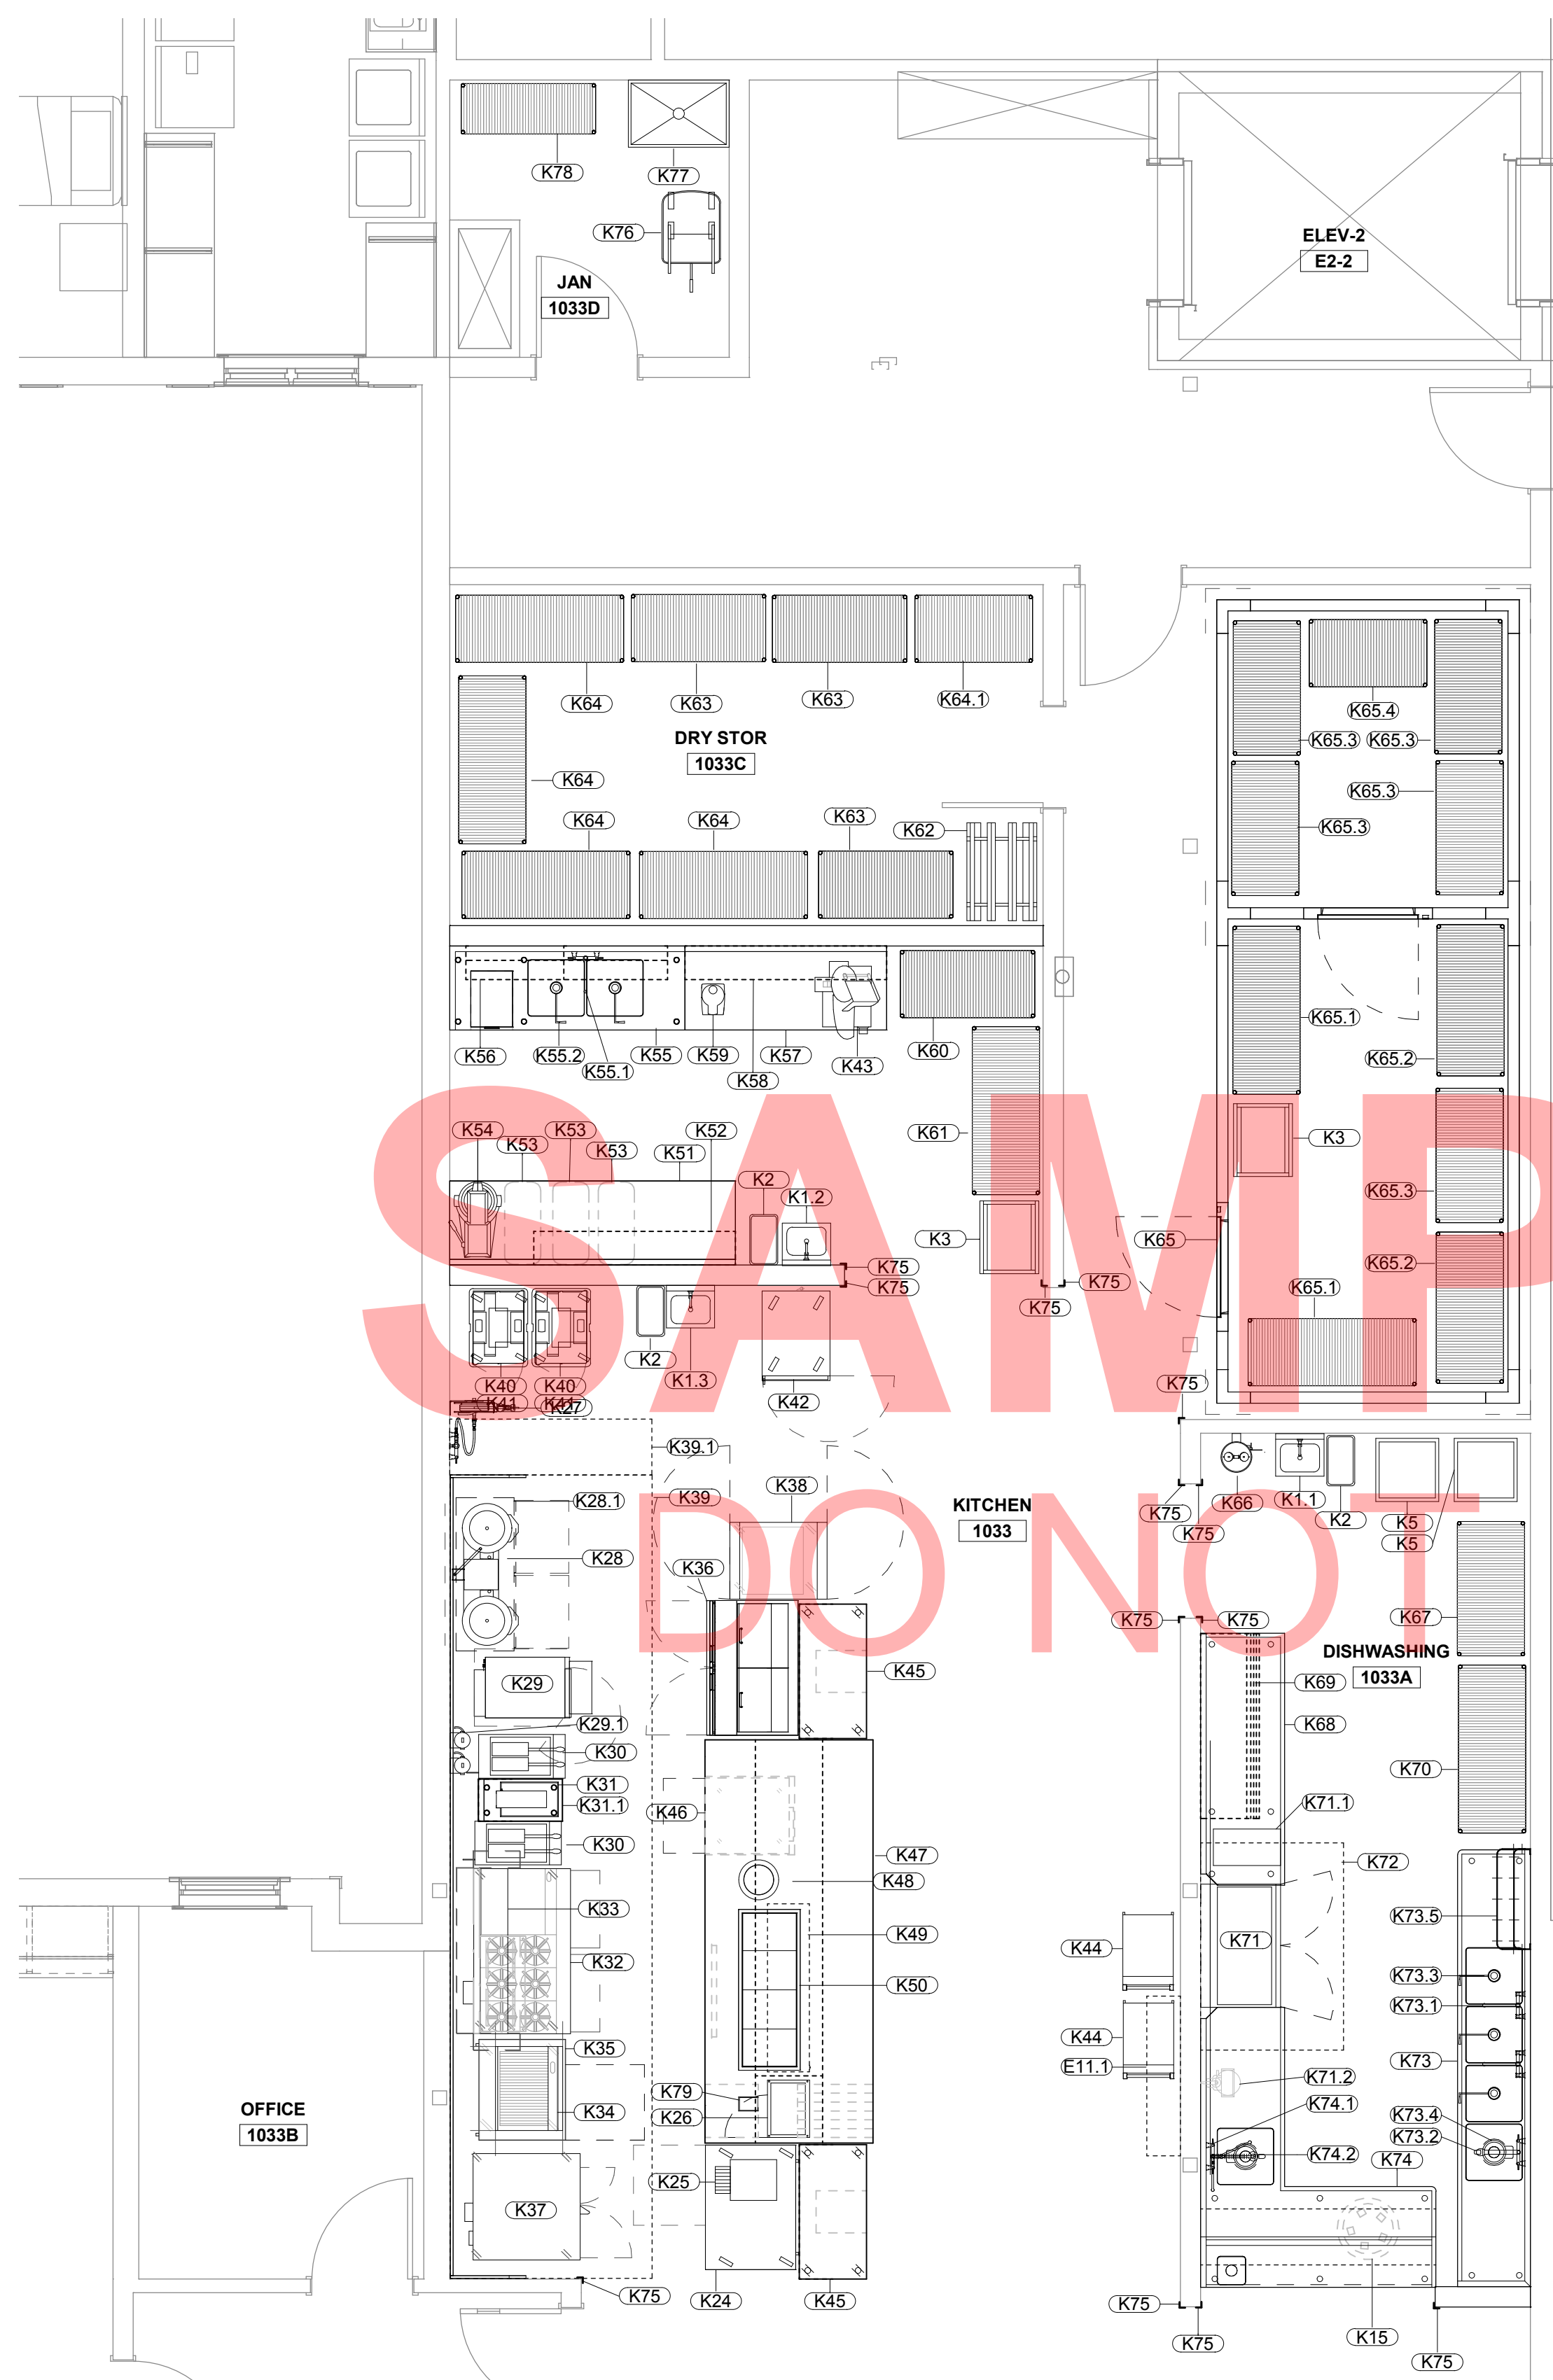 K78
K77
K76
ELEV-2
E2-2
JAN
1033D
K64
K63
K63
K64.1
K65.4
K65.3
K65.3
DRY STOR
1033C
K64
K65.3
K64
K64
K63
K62
K65.3
K65.1
K56
K55.2
K55.1
K55
K59
K58
K57
K43
K60
K65.2
SAMP
K54
K53
K53
K53
K52
K51
K61
K3
K2
K1.2
K65.3
K3
K65
K75
K65.2
K75
K75
K65.1
K75
K2
K1.3
K40
K40
K42
K75
K41
K41
K27
K39.1
K38
K28.1
K39
KITCHEN
1033
K66
K1.1
K2
K5
K5
K75
K75
DO NOT
K28
K36
K75
K75
K67
K45
DISHWASHING
1033A
K29
K69
K29.1
K68
K30
K70
K31
K31.1
K46
K71.1
K30
K47
K72
K48
K33
K73.5
K49
K44
K71
K32
K50
K73.3
K73.1
K44
K35
E11.1
K73
K79
K71.2
OFFICE
1033B
K34
K26
K74.1
K73.4
K73.2
K74.2
K74
K25
K37
K75
K24
K45
K75
K75
K15
K75